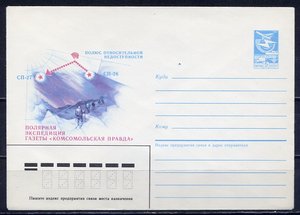 ПОЛЮС ОТНОСИТЕЛЬНОЙ
НЕДОСТУПНОСТИ
СП-27
СП-26
ПОЛЯРНАЯ
ЭКСПЕДИЦИЯ
ГАЗЕТЫ «КОМСОМОЛЬСКАЯ ПРАВДА»
Куда
Кому
Индекс предприятия связи и адрес отправителя
Пишите индекс предприятия связи места назначения